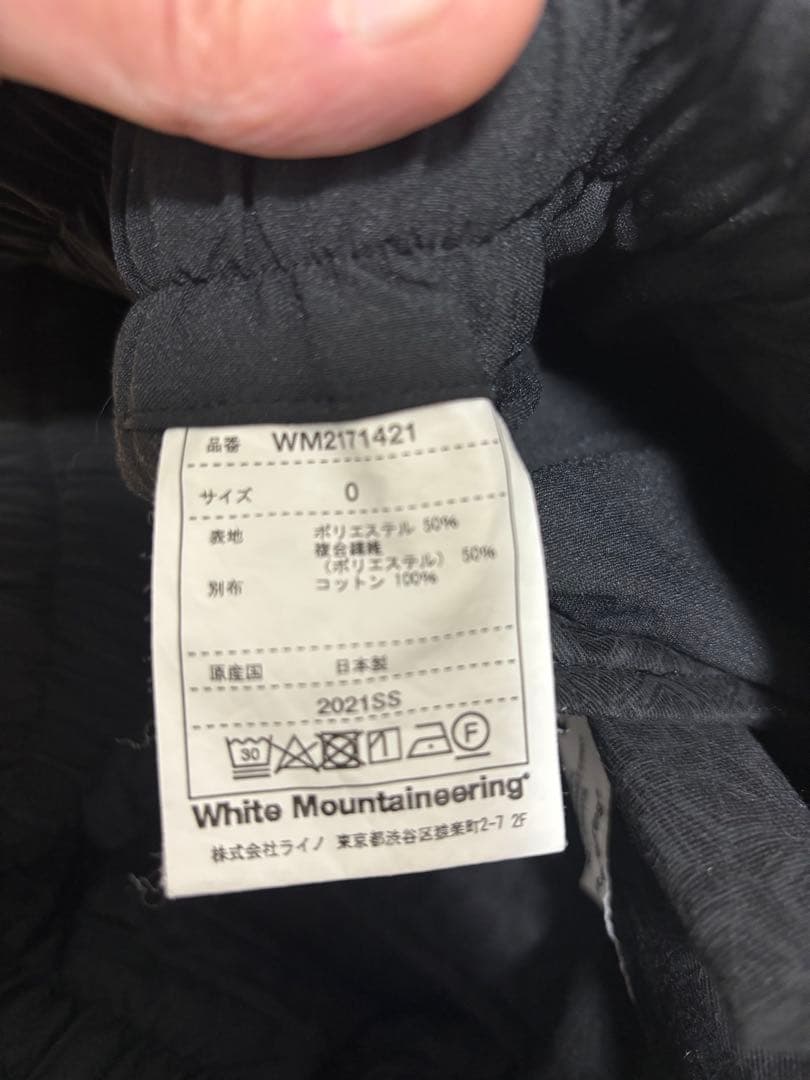 品番 WM2171421
サイズ 0
表地 ポリエステル 50%
複合繊維
(ポリエステル) 50%
別布 コットン 100%
原産国 日本製
2021SS
30 F
White Mountaineering®
株式会社ライノ 東京都渋谷区猿楽町2-7 2F